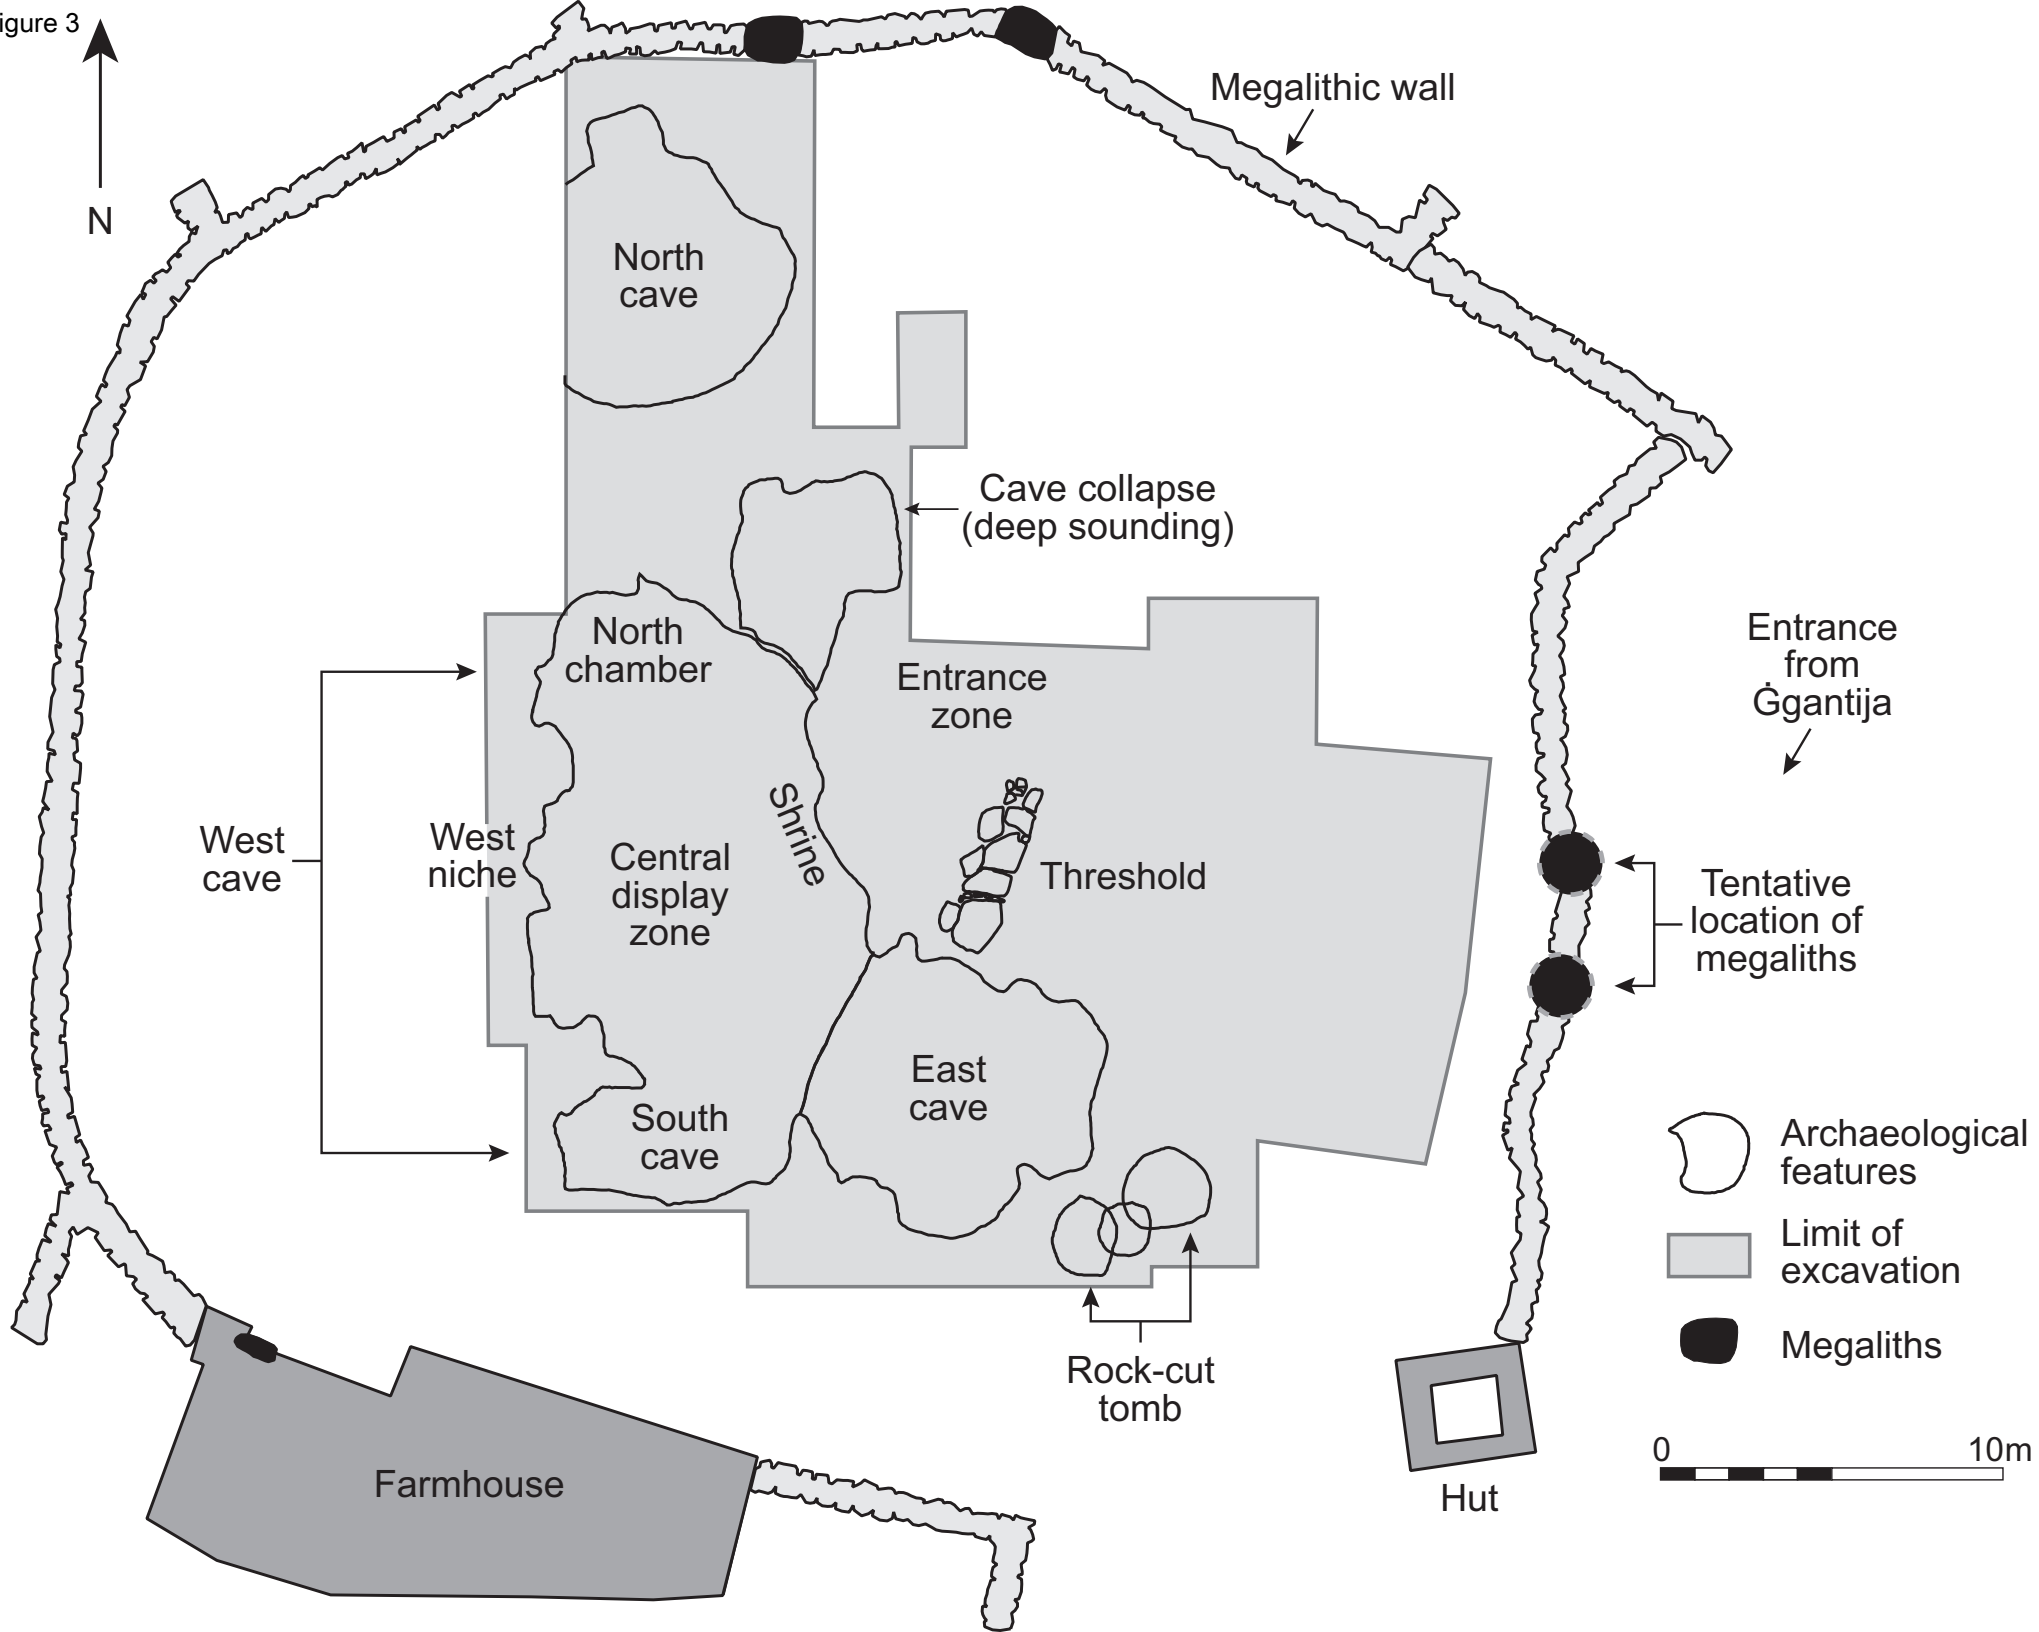 igure 3
N
Megalithic wall
North
cave
Cave collapse
(deep sounding)
North
chamber
Entrance
zone
Entrance
from
Ġgantija
Shrine
West
cave
West
niche
Central
display
zone
Threshold
Tentative
location of
megaliths
East
cave
South
cave
Rock-cut
tomb
Archaeological
features
Limit of
excavation
Megaliths
0 10m
Farmhouse
Hut